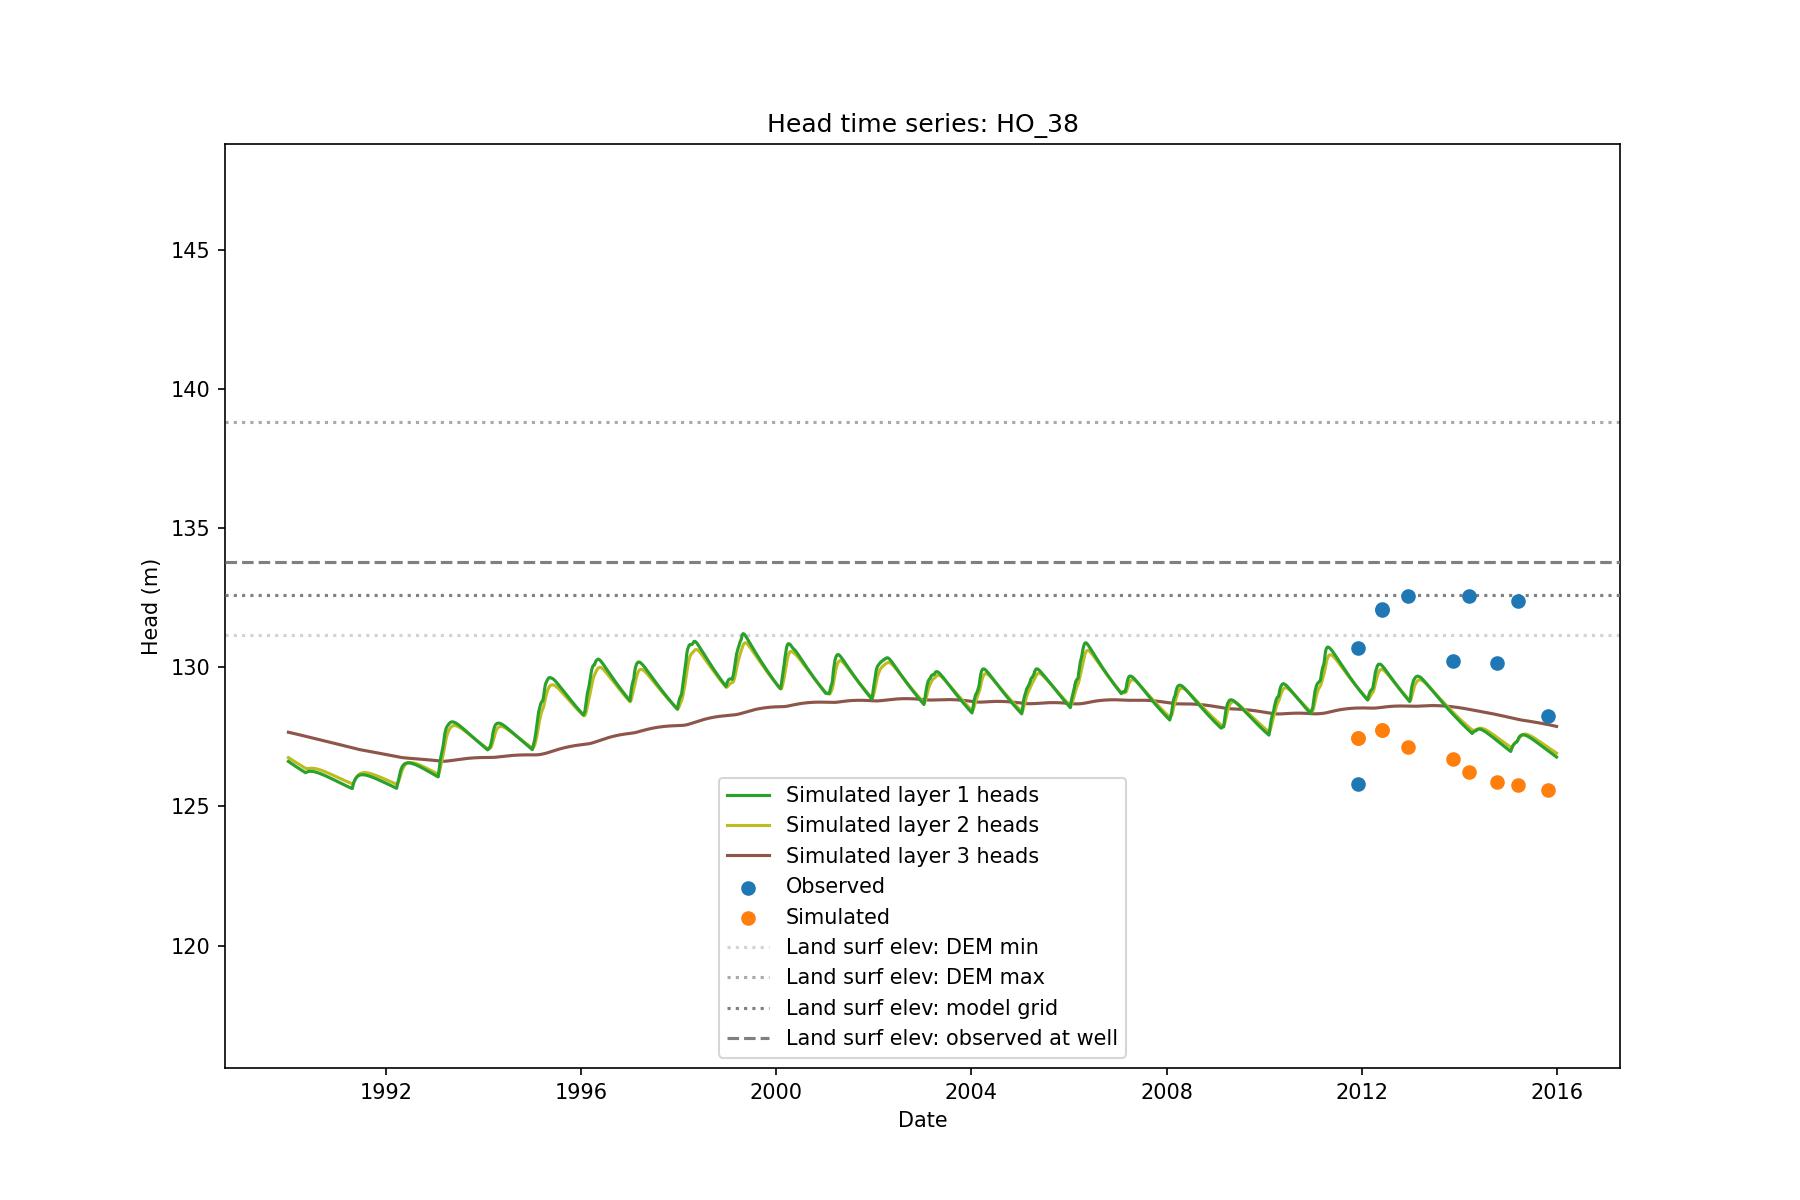 Head time series: HO_38
145
140
135
130
125
120
Head (m)
Simulated layer 1 heads
Simulated layer 2 heads
Simulated layer 3 heads
Observed
Simulated
Land surf elev: DEM min
Land surf elev: DEM max
Land surf elev: model grid
Land surf elev: observed at well
1992 1996 2000 2004 2008 2012 2016
Date